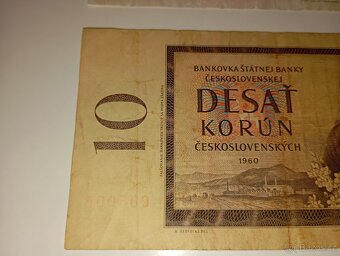 BANKOVKA ŠTÁTNEJ BANKY
ČESKOSLOVENSKEJ
DESAŤ
KORÚN
ČESKOSLOVENSKÝCH
1960
10